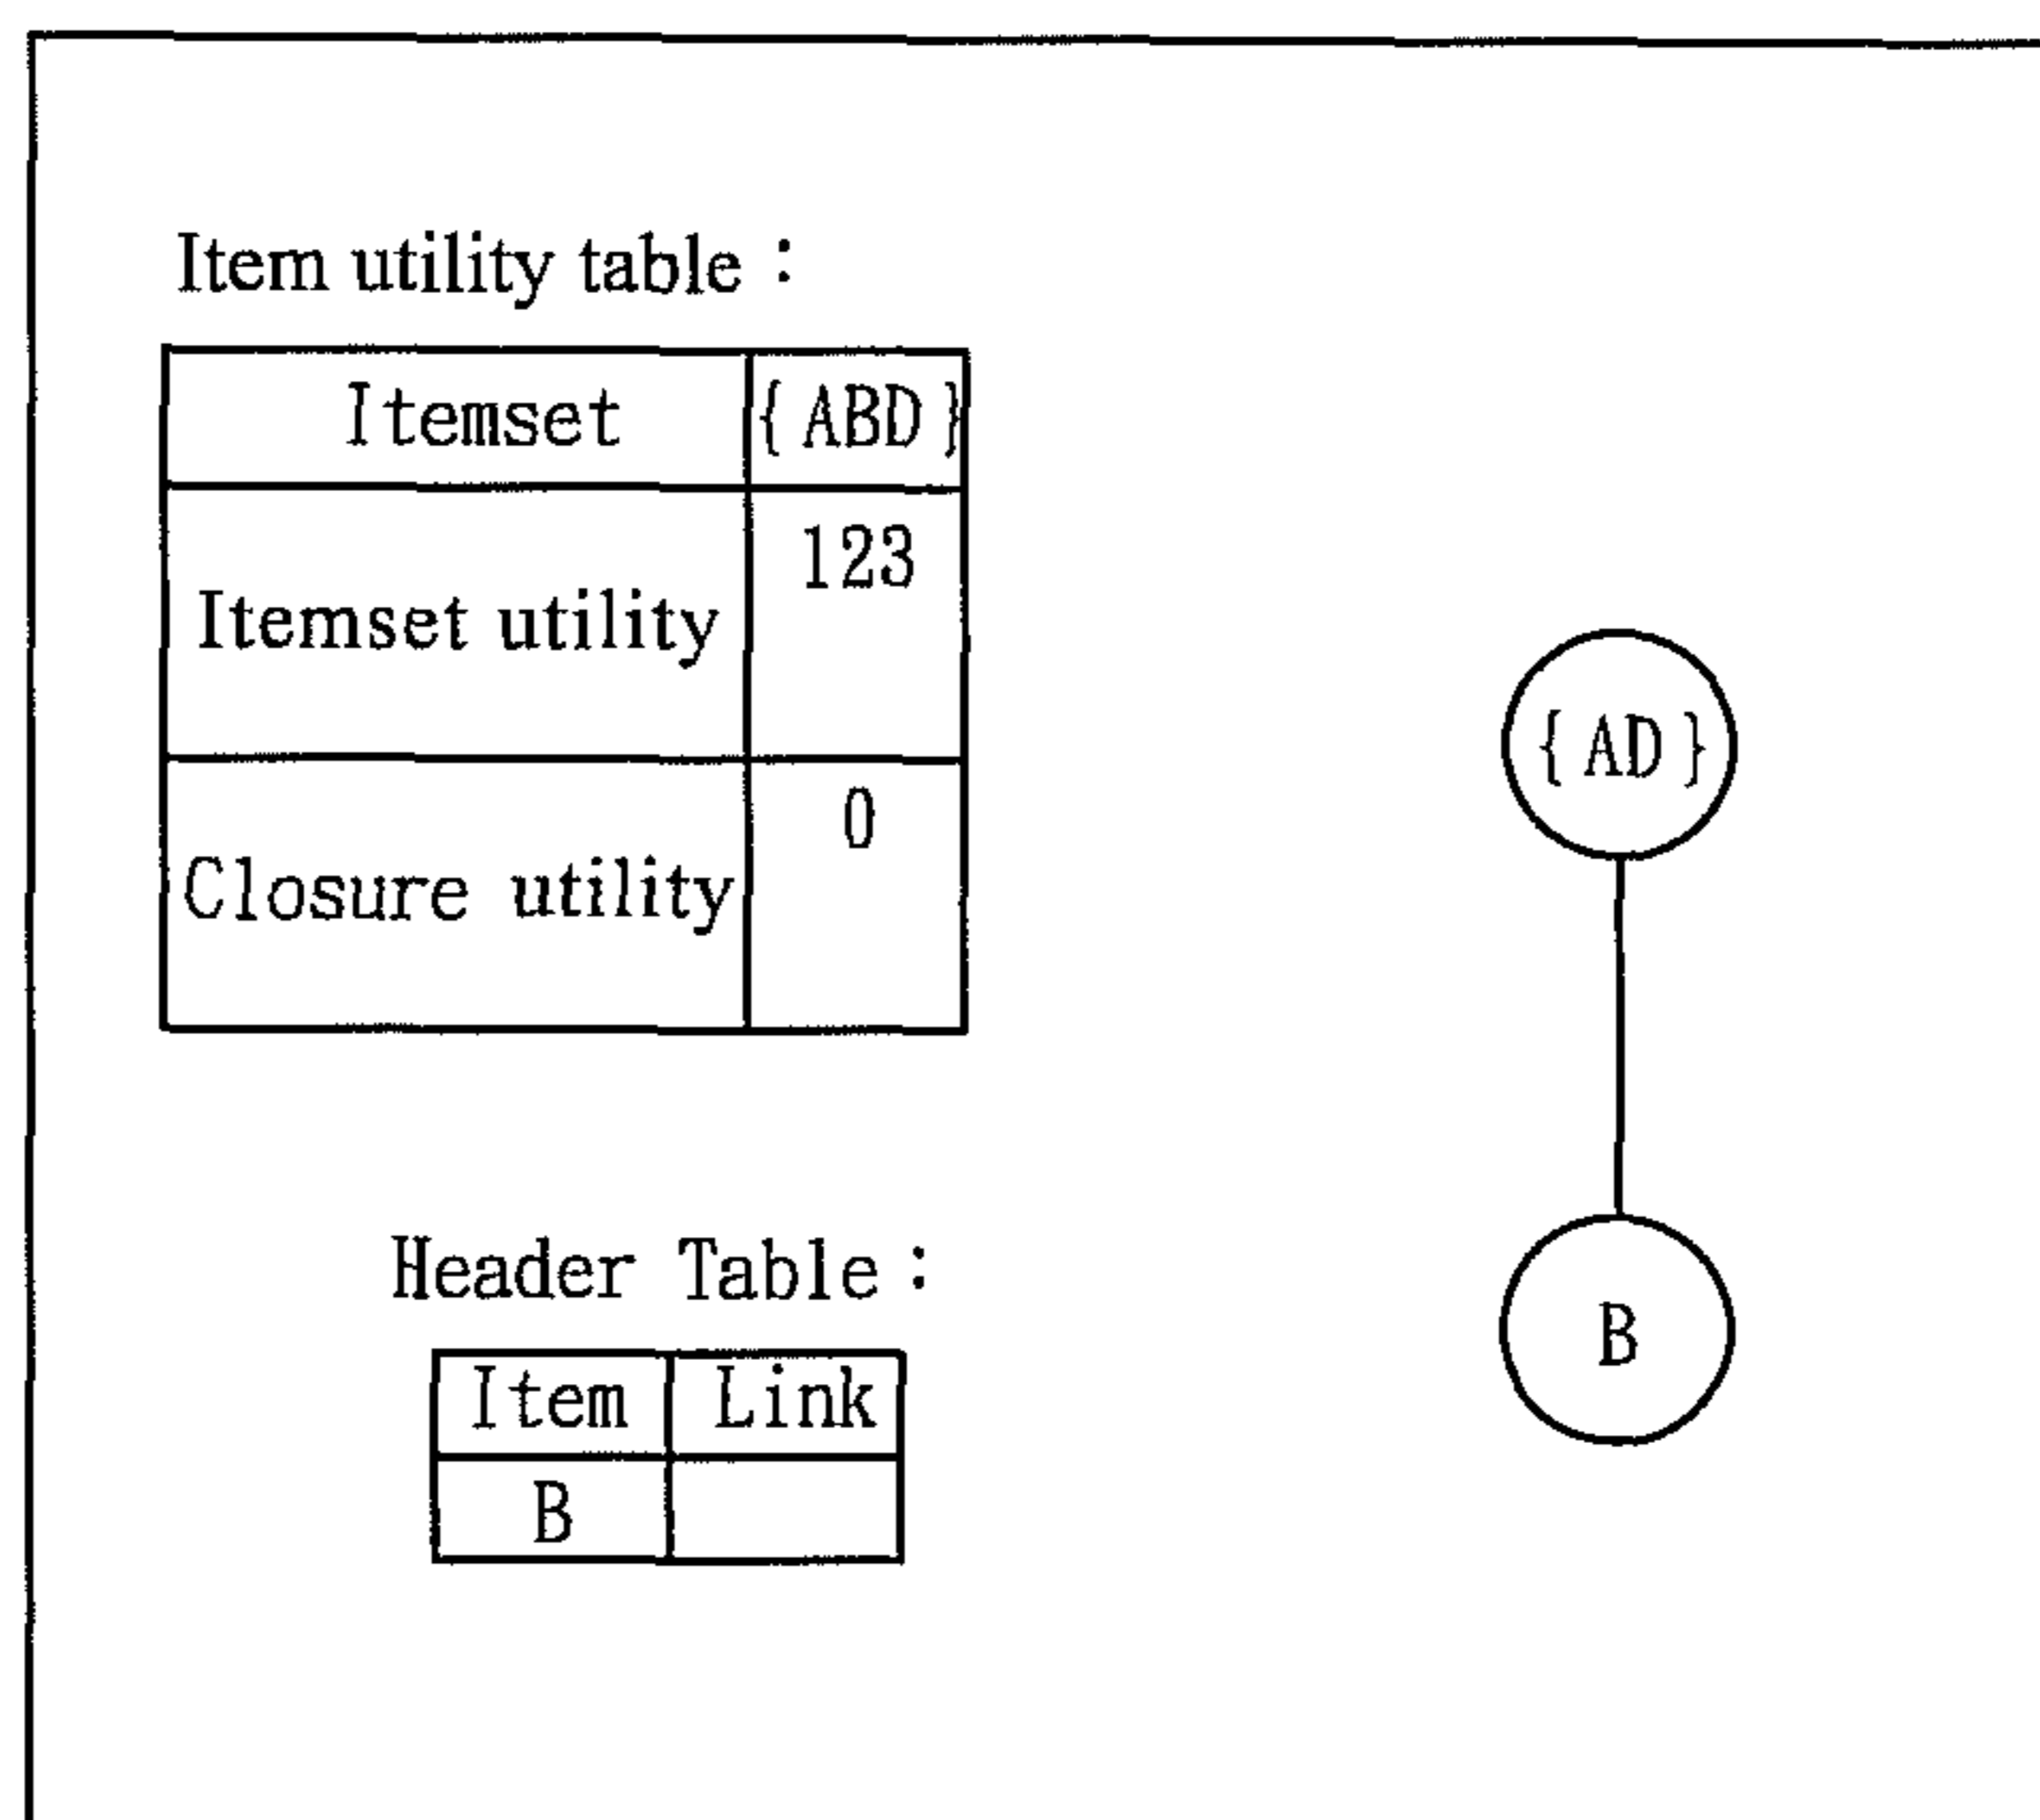 Item utility table：
Itemset {ABD}
Itemset utility 123
Closure utility 0
{AD}
B
Header Table：
Item Link
B